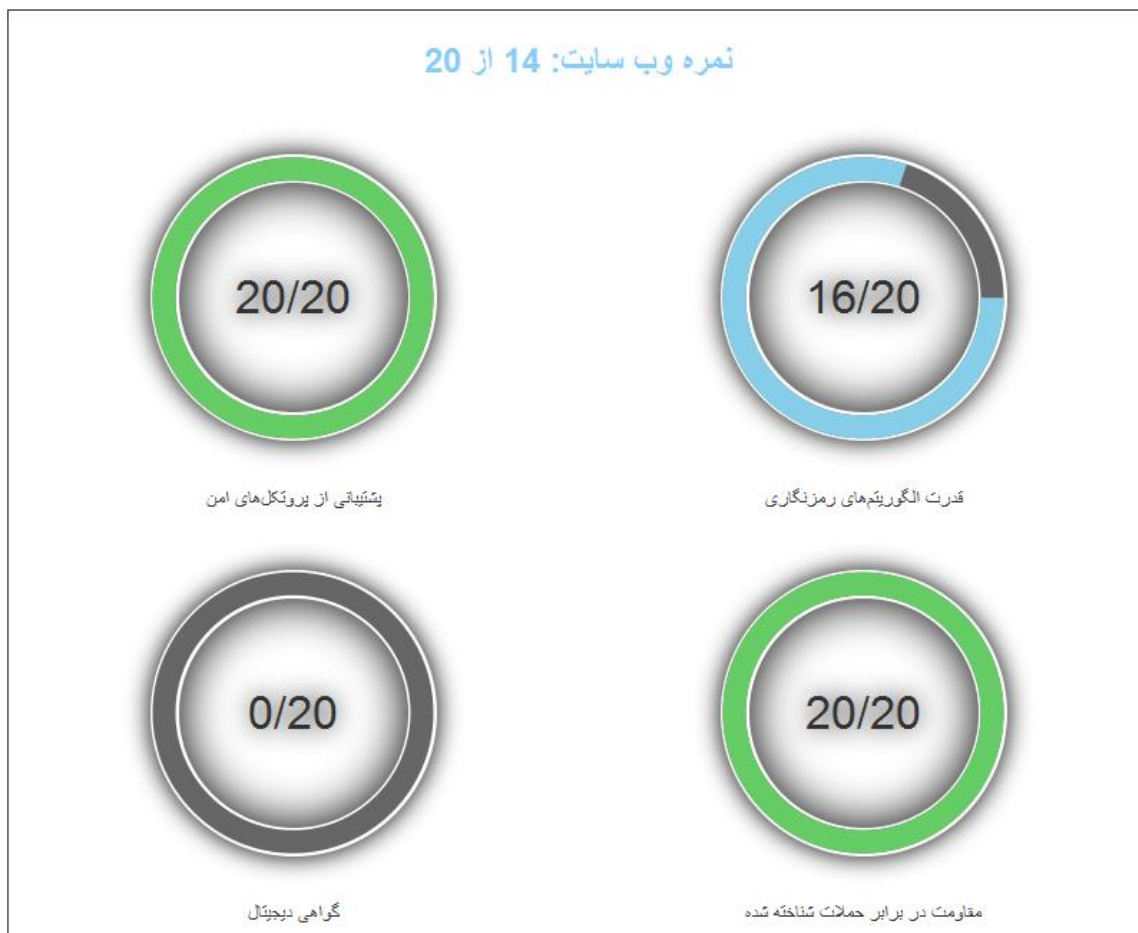 نمره وب سایت: 14 از 20
16/20
قدرت الگوریتم‌های رمزنگاری
20/20
پشتیبانی از پروتکل‌های امن
20/20
مقاومت در برابر حملات شناخته شده
0/20
گواهی دیجیتال